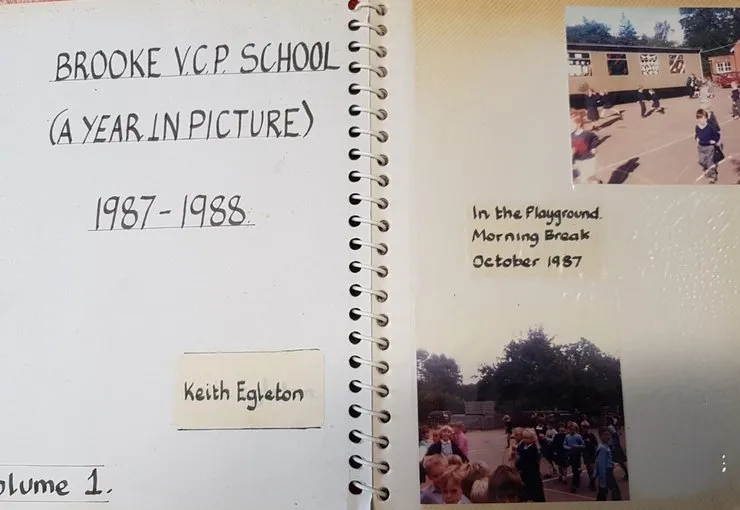 BROOKE V.C.P. SCHOOL
(A YEAR IN PICTURE)
1987-1988.
Keith Egleton
olume 1.
In the Playground.
Morning Break
October 1987